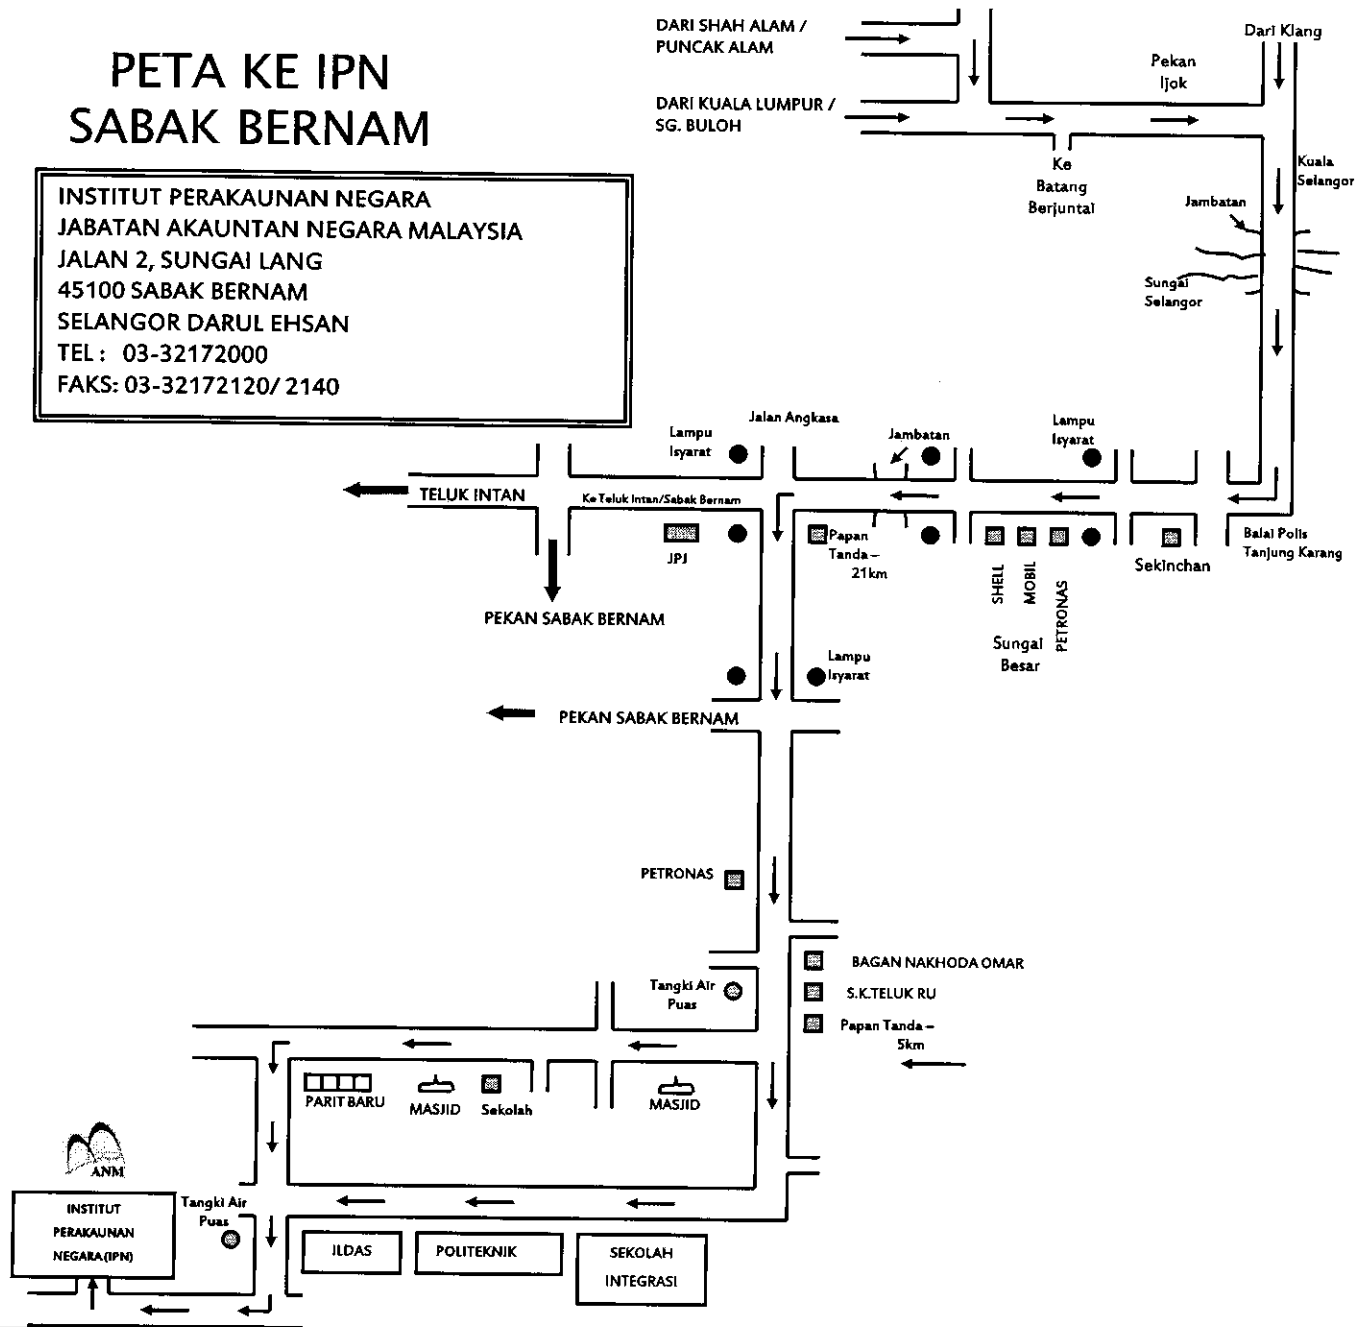 PETA KE IPN
SABAK BERNAM
INSTITUT PERAKAUNAN NEGARA
JABATAN AKAUNTAN NEGARA MALAYSIA
JALAN 2, SUNGAI LANG
45100 SABAK BERNAM
SELANGOR DARUL EHSAN
TEL : 03-32172000
FAKS: 03-32172120/ 2140
DARI SHAH ALAM /
PUNCAK ALAM
DARI KUALA LUMPUR /
SG. BULOH
Dari Klang
Pekan
Ijok
Ke
Batang
Berjuntai
Kuala
Selangor
Jambatan
Sungai
Selangor
Jalan Angkasa
Lampu
Isyarat
Jambatan
Lampu
Isyarat
TELUK INTAN
Ke Teluk Intan/Sabak Bernam
JPJ
Papan
Tanda –
21km
SHELL
MOBIL
PETRONAS
Sungai
Besar
Sekinchan
Balai Polis
Tanjung Karang
PEKAN SABAK BERNAM
Lampu
Isyarat
PEKAN SABAK BERNAM
PETRONAS
BAGAN NAKHODA OMAR
Tangki Air
Puas
S.K.TELUK RU
Papan Tanda –
5km
PARIT BARU
MASJID
Sekolah
MASJID
ANM
INSTITUT
PERAKAUNAN
NEGARA (IPN)
Tangki Air
Puas
JLDAS
POLITEKNIK
SEKOLAH
INTEGRASI